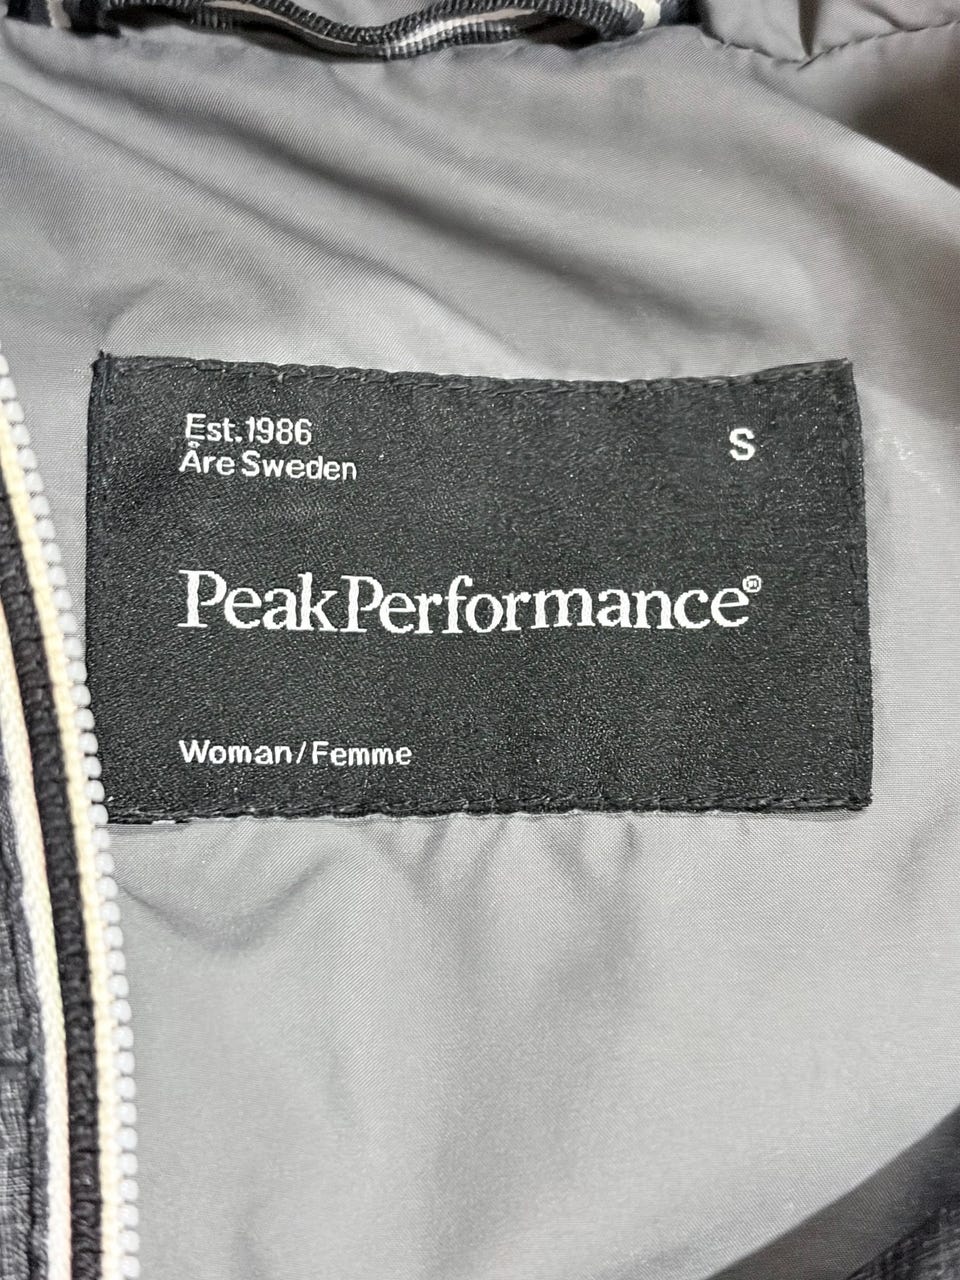 Est. 1986
Åre Sweden
S
PeakPerformance®
Woman/Femme